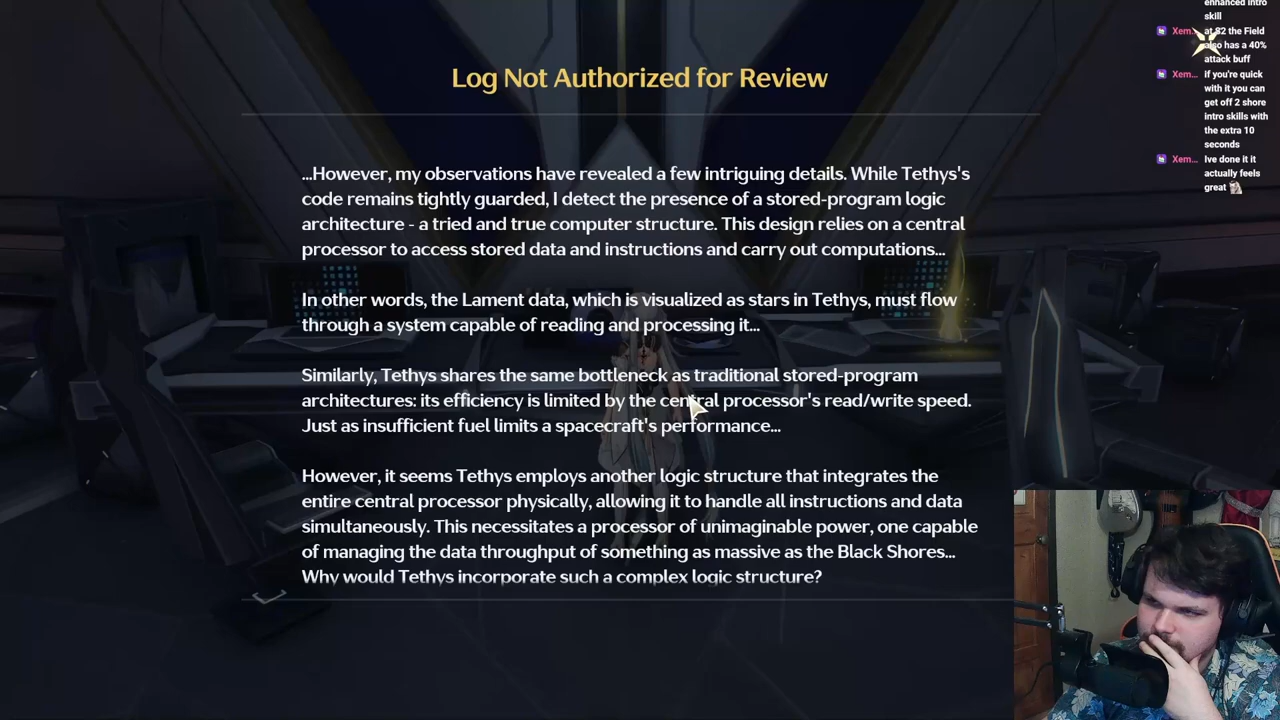 Log Not Authorized for Review
...However, my observations have revealed a few intriguing details. While Tethys's
code remains tightly guarded, I detect the presence of a stored-program logic
architecture - a tried and true computer structure. This design relies on a central
processor to access stored data and instructions and carry out computations...
In other words, the Lament data, which is visualized as stars in Tethys, must flow
through a system capable of reading and processing it...
Similarly, Tethys shares the same bottleneck as traditional stored-program
architectures: its efficiency is limited by the central processor's read/write speed.
Just as insufficient fuel limits a spacecraft's performance...
However, it seems Tethys employs another logic structure that integrates the
entire central processor physically, allowing it to handle all instructions and data
simultaneously. This necessitates a processor of unimaginable power, one capable
of managing the data throughput of something as massive as the Black Shores...
Why would Tethys incorporate such a complex logic structure?
enhanced intro
skill
Xem... at S2 the Field
also has a 40%
attack buff
Xem... if you're quick
with it you can
get off 2 shore
intro skills with
the extra 10
seconds
Xem... Ive done it it
actually feels
great